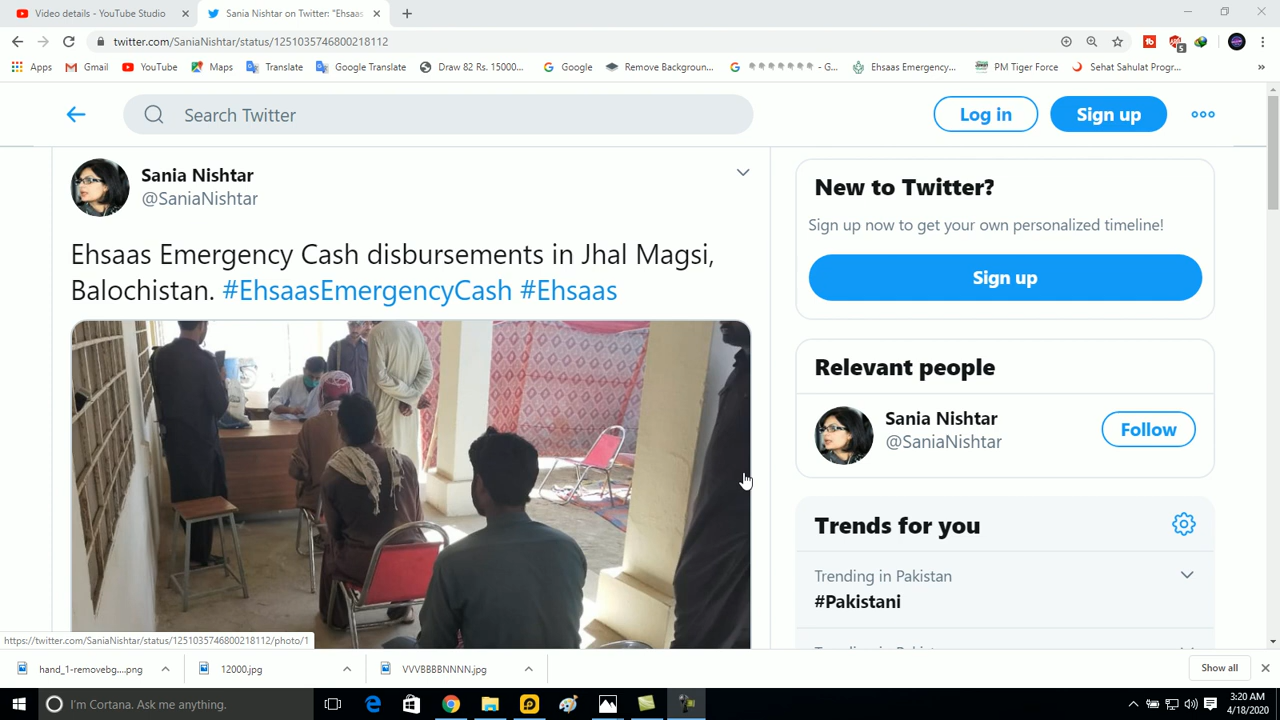 Video details - YouTube Studio
Sania Nishtar on Twitter: "Ehsaas
twitter.com/SaniaNishtar/status/1251035746800218112
Apps
Gmail
YouTube
Maps
Translate
Google Translate
Draw 82 Rs. 15000...
Google
Remove Backgroun...
- G...
Ehsaas Emergency...
PM Tiger Force
Sehat Sahulat Progr...
Search Twitter
Log in
Sign up
Sania Nishtar
@SaniaNishtar
Ehsaas Emergency Cash disbursements in Jhal Magsi,
Balochistan. #EhsaasEmergencyCash #Ehsaas
New to Twitter?
Sign up now to get your own personalized timeline!
Sign up
Relevant people
Sania Nishtar
@SaniaNishtar
Follow
Trends for you
Trending in Pakistan
#Pakistani
https://twitter.com/SaniaNishtar/status/1251035746800218112/photo/1
hand_1-removebg....png
12000.jpg
VVVBBBBNNNN.jpg
Show all
I'm Cortana. Ask me anything.
3:20 AM
4/18/2020